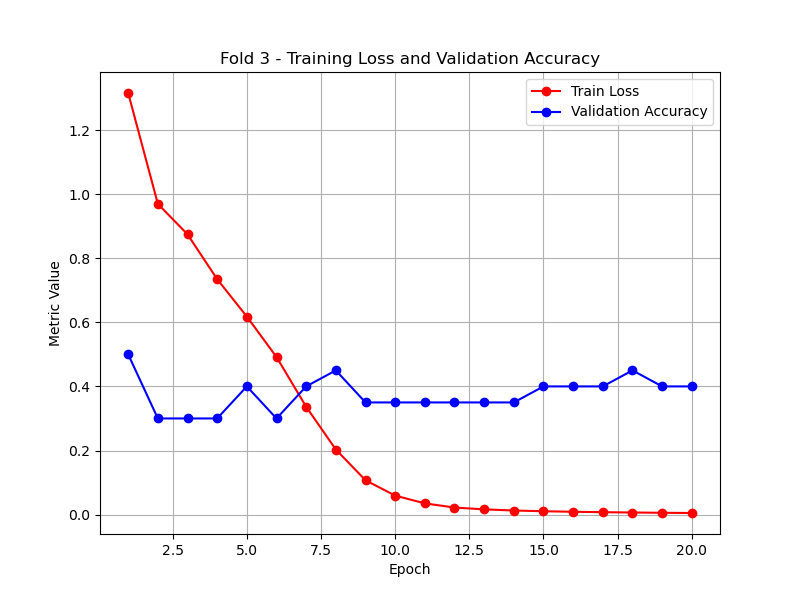 Fold 3 - Training Loss and Validation Accuracy
Train Loss
Validation Accuracy
Metric Value
1.2
1.0
0.8
0.6
0.4
0.2
0.0
2.5 5.0 7.5 10.0 12.5 15.0 17.5 20.0
Epoch